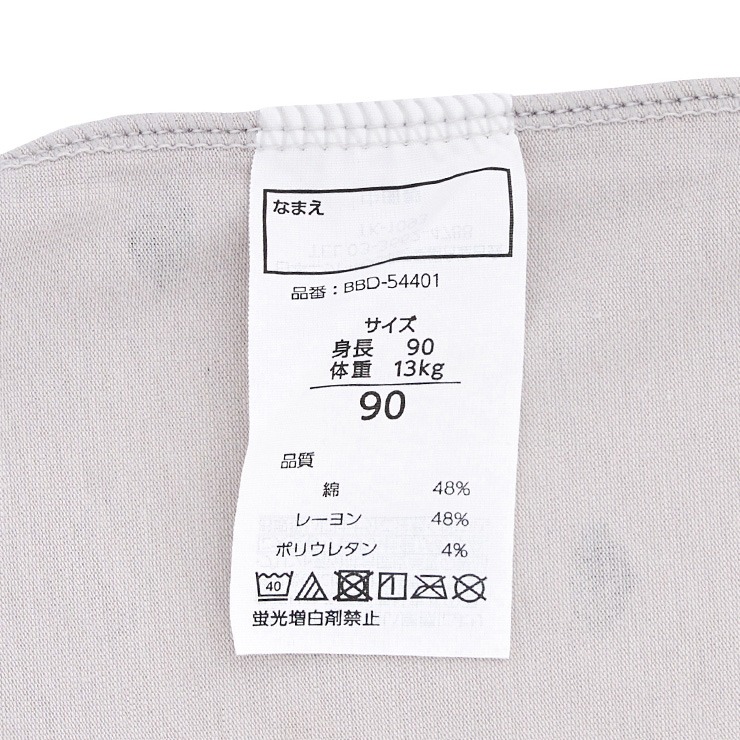 なまえ
品番：BBD-54401
サイズ
身長 90
体重 13kg
90
品質
綿 48%
レーヨン 48%
ポリウレタン 4%
40
蛍光増白剤禁止